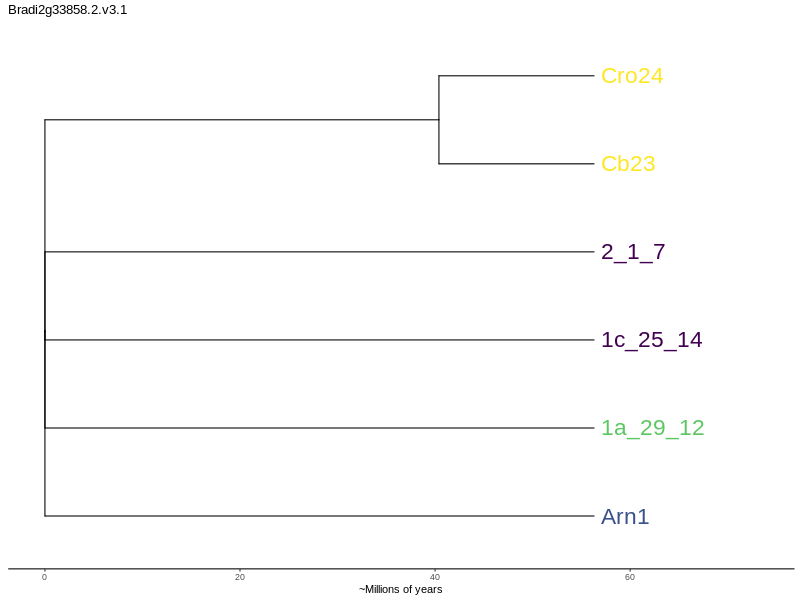 Bradi2g33858.2.v3.1
Cro24
Cb23
2_1_7
1c_25_14
1a_29_12
Arn1
0 20 40 60
~Millions of years